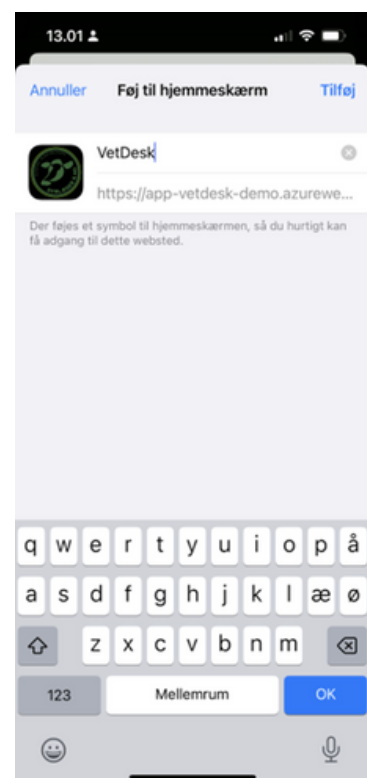 13.01
Annuller Føj til hjemmeskærm Tilføj
VetDesk
https://app-vetdesk-demo.azurewe...
Der føjes et symbol til hjemmeskærmen, så du hurtigt kan
få adgang til dette websted.
q w e r t y u i o p å
a s d f g h j k l æ ø
z x c v b n m
123 Mellemrum OK